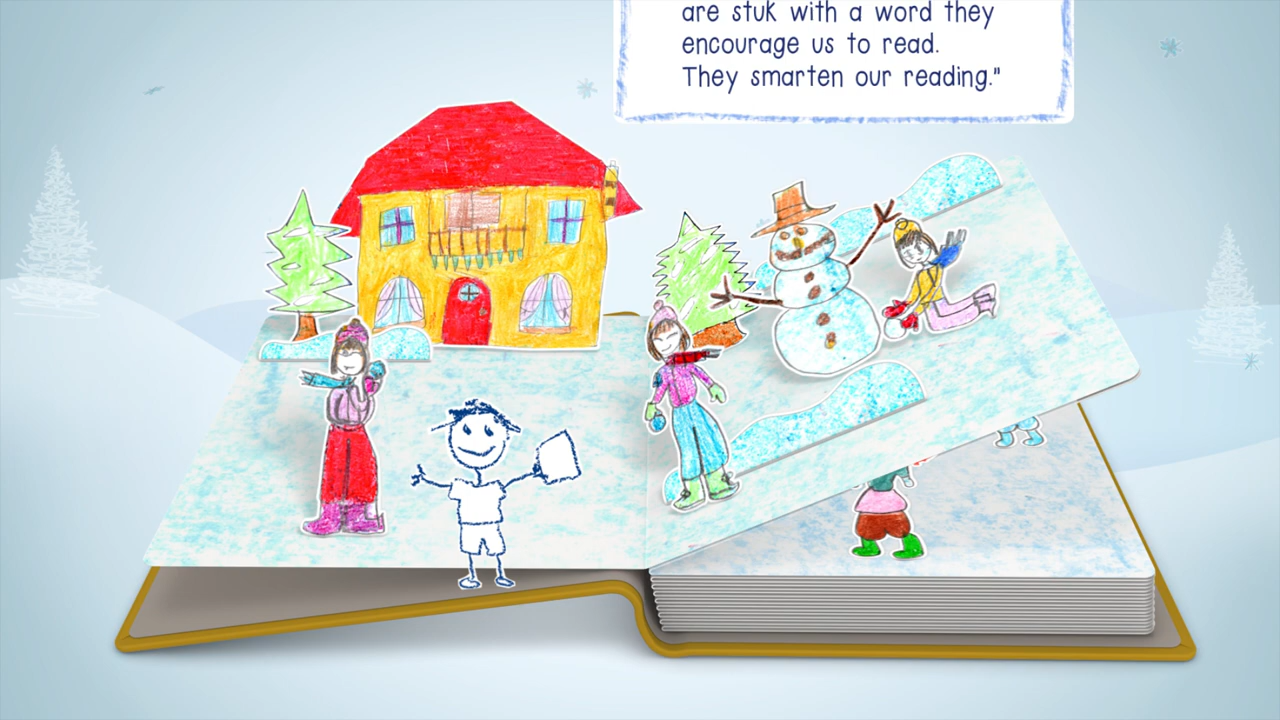 are stuk with a word they
encourage us to read.
They smarten our reading."